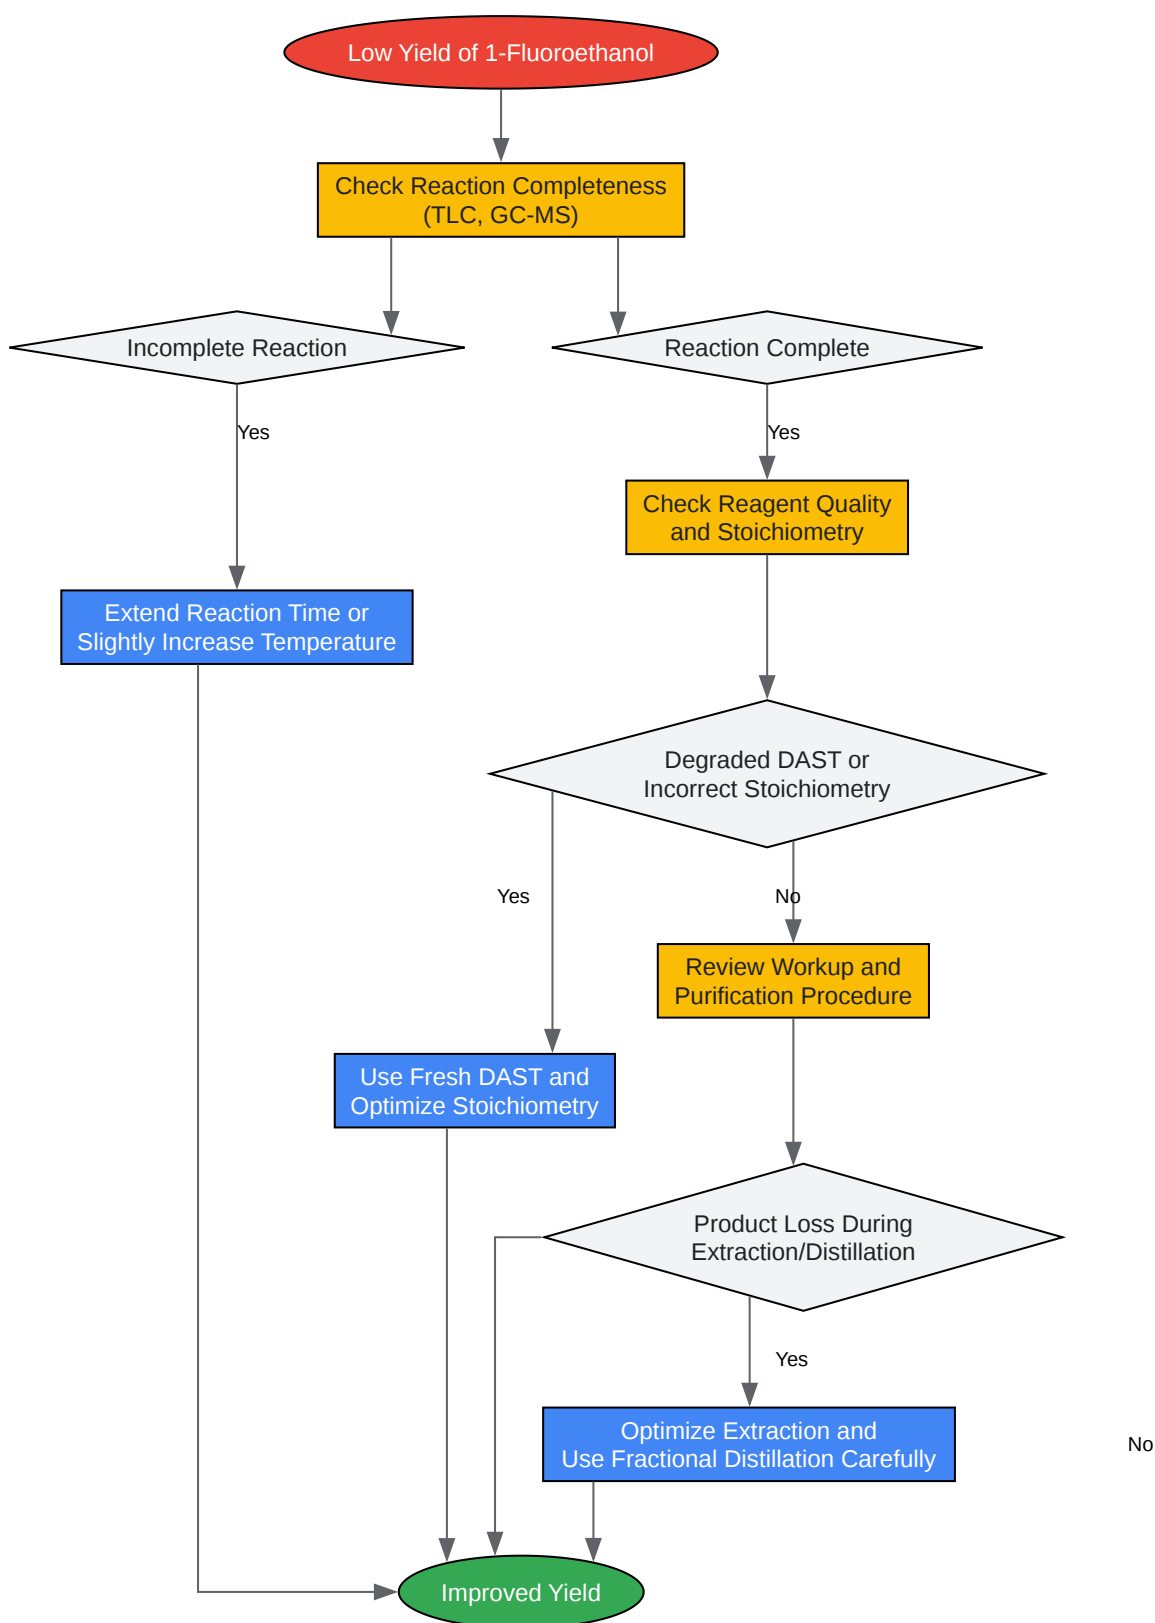 Low Yield of 1-Fluoroethanol
Check Reaction Completeness
(TLC, GC-MS)
Incomplete Reaction
Reaction Complete
Yes
Yes
Check Reagent Quality
and Stoichiometry
Extend Reaction Time or
Slightly Increase Temperature
Degraded DAST or
Incorrect Stoichiometry
Yes
No
Review Workup and
Purification Procedure
Use Fresh DAST and
Optimize Stoichiometry
Product Loss During
Extraction/Distillation
Yes
Optimize Extraction and
Use Fractional Distillation Carefully
No
Improved Yield